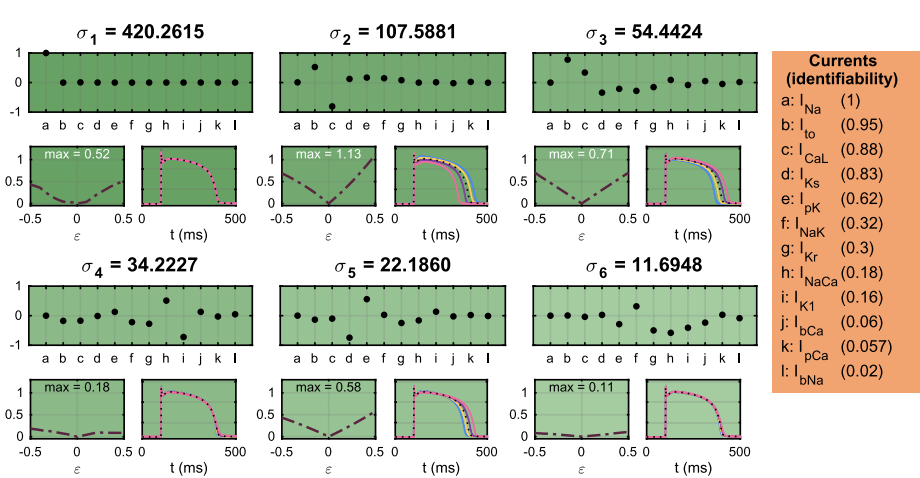 σ1 = 420.2615
σ2 = 107.5881
σ3 = 54.4424
1
0
-1
a b c d e f g h i j k l
a b c d e f g h i j k l
a b c d e f g h i j k l
1
0.5
0
max = 0.52
max = 1.13
max = 0.71
-0.5 0 0.5
0 500
-0.5 0 0.5
0 500
-0.5 0 0.5
0 500
ε
t (ms)
ε
t (ms)
ε
t (ms)
σ4 = 34.2227
σ5 = 22.1860
σ6 = 11.6948
1
0
-1
a b c d e f g h i j k l
a b c d e f g h i j k l
a b c d e f g h i j k l
1
0.5
0
max = 0.18
max = 0.58
max = 0.11
-0.5 0 0.5
0 500
-0.5 0 0.5
0 500
-0.5 0 0.5
0 500
ε
t (ms)
ε
t (ms)
ε
t (ms)
Currents
(identifiability)
a: INa (1)
b: Ito (0.95)
c: ICaL (0.88)
d: IKs (0.83)
e: IpK (0.62)
f: INaK (0.32)
g: IKr (0.3)
h: INaCa (0.18)
i: IK1 (0.16)
j: IbCa (0.06)
k: IpCa (0.057)
l: IbNa (0.02)